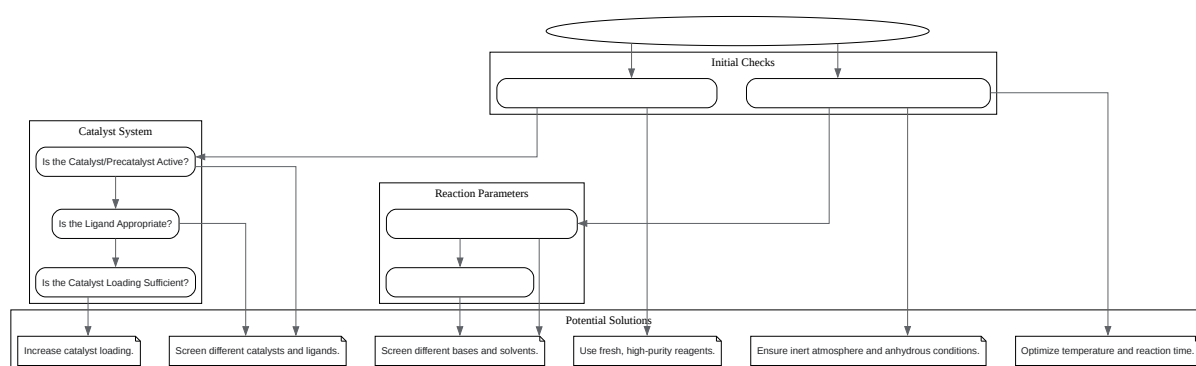 Initial Checks
Catalyst System
Is the Catalyst/Precatalyst Active?
Reaction Parameters
Is the Ligand Appropriate?
Is the Catalyst Loading Sufficient?
Potential Solutions
Increase catalyst loading.
Screen different catalysts and ligands.
Screen different bases and solvents.
Use fresh, high-purity reagents.
Ensure inert atmosphere and anhydrous conditions.
Optimize temperature and reaction time.